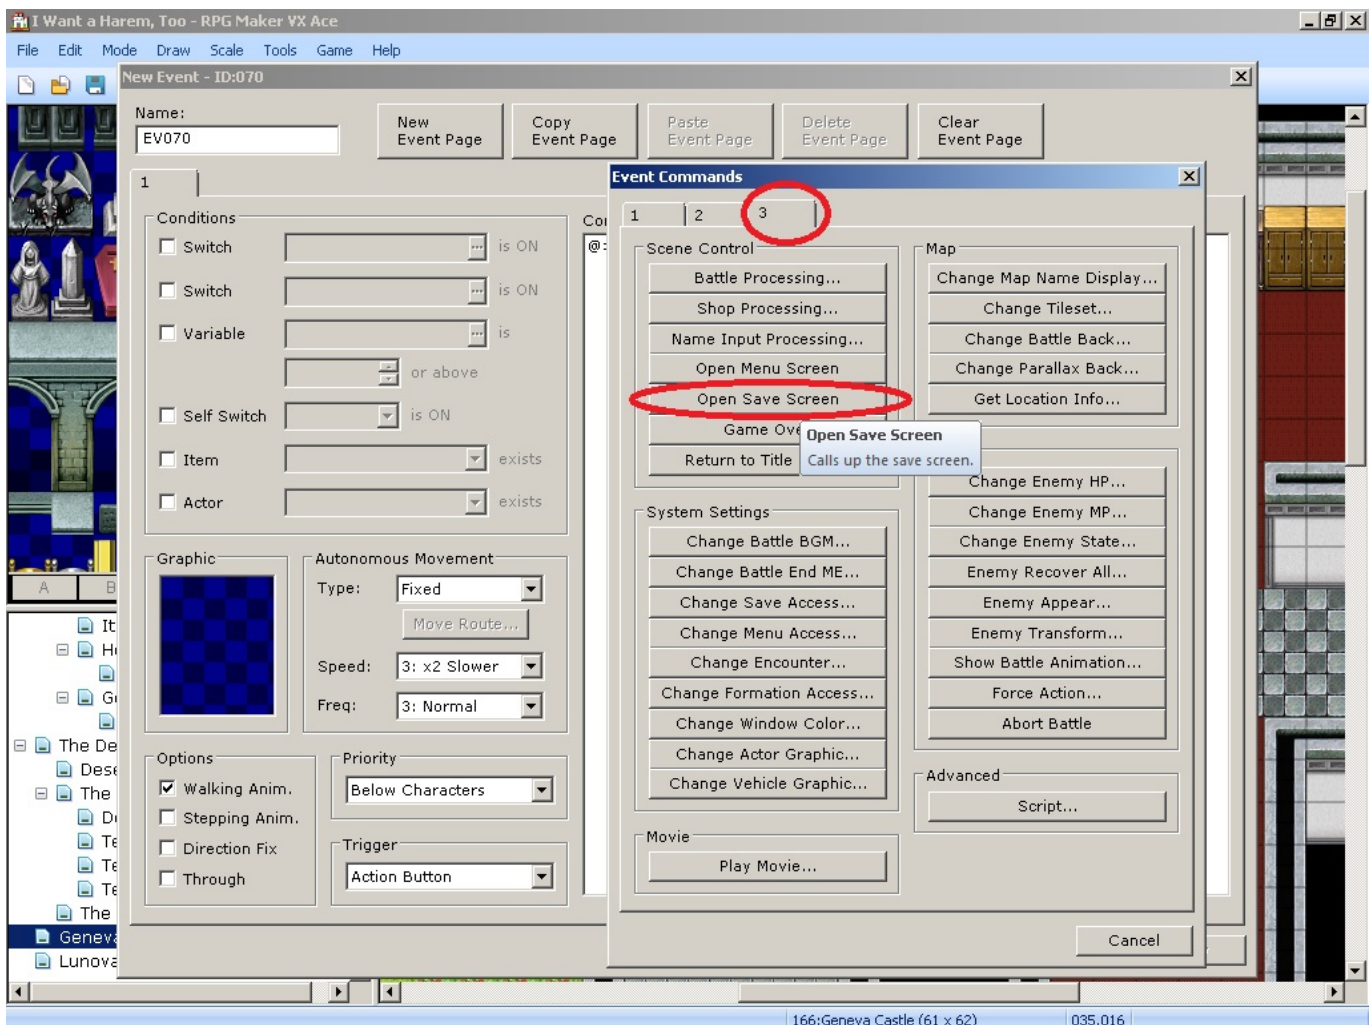 I Want a Harem, Too - RPG Maker VX Ace
File Edit Mode Draw Scale Tools Game Help
New Event - ID:070
Name:
EV070
New
Event Page
Copy
Event Page
Paste
Event Page
Delete
Event Page
Clear
Event Page
1
Conditions
Switch
... is ON
Switch
... is ON
Variable
... is
or above
Self Switch
is ON
Item
exists
Actor
exists
Graphic
Autonomous Movement
Type: Fixed
Move Route...
Speed: 3: x2 Slower
Freq: 3: Normal
Options
Walking Anim.
Stepping Anim.
Direction Fix
Through
Priority
Below Characters
Trigger
Action Button
@:
Event Commands
1 2 3
Scene Control
Battle Processing...
Shop Processing...
Name Input Processing...
Open Menu Screen
Open Save Screen
Game
Return to Title
Open Save Screen
Calls up the save screen.
System Settings
Change Battle BGM...
Change Battle End ME...
Change Save Access...
Change Menu Access...
Change Encounter...
Change Formation Access...
Change Window Color...
Change Actor Graphic...
Change Vehicle Graphic...
Movie
Play Movie...
Map
Change Map Name Display...
Change Tileset...
Change Battle Back...
Change Parallax Back...
Get Location Info...
Change Enemy HP...
Change Enemy MP...
Change Enemy State...
Enemy Recover All...
Enemy Appear...
Enemy Transform...
Show Battle Animation...
Force Action...
Abort Battle
Advanced
Script...
Cancel
A B
The De
The
The
Geneva
Lunova
166:Geneva Castle (61 x 62) 035,016